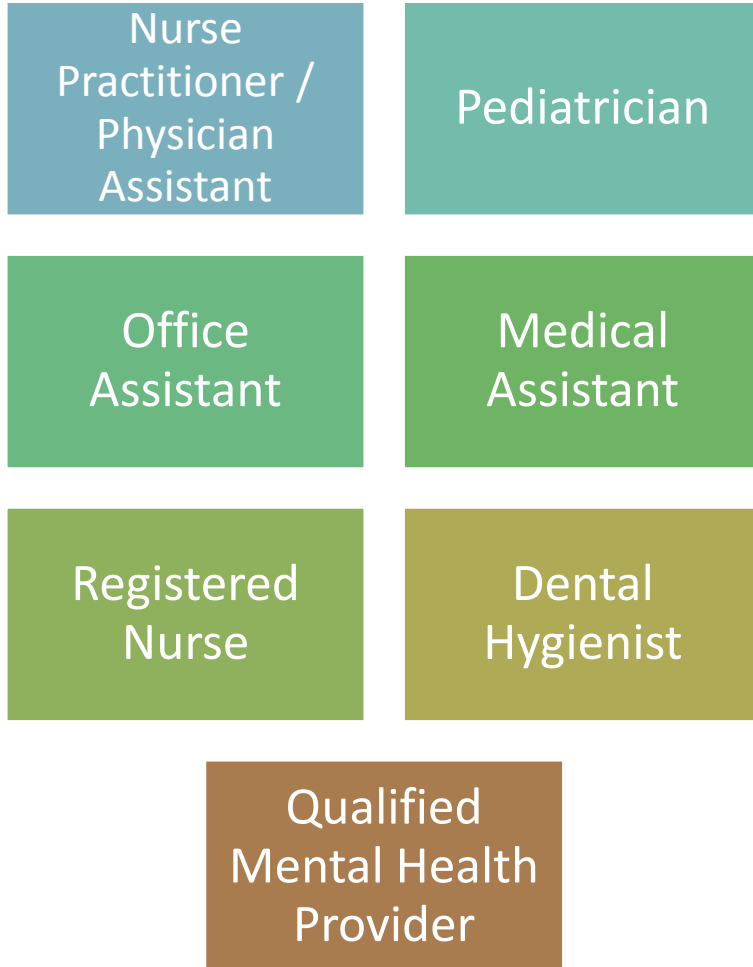 Nurse
Practitioner /
Physician
Assistant
Pediatrician
Office
Assistant
Medical
Assistant
Registered
Nurse
Dental
Hygienist
Qualified
Mental Health
Provider